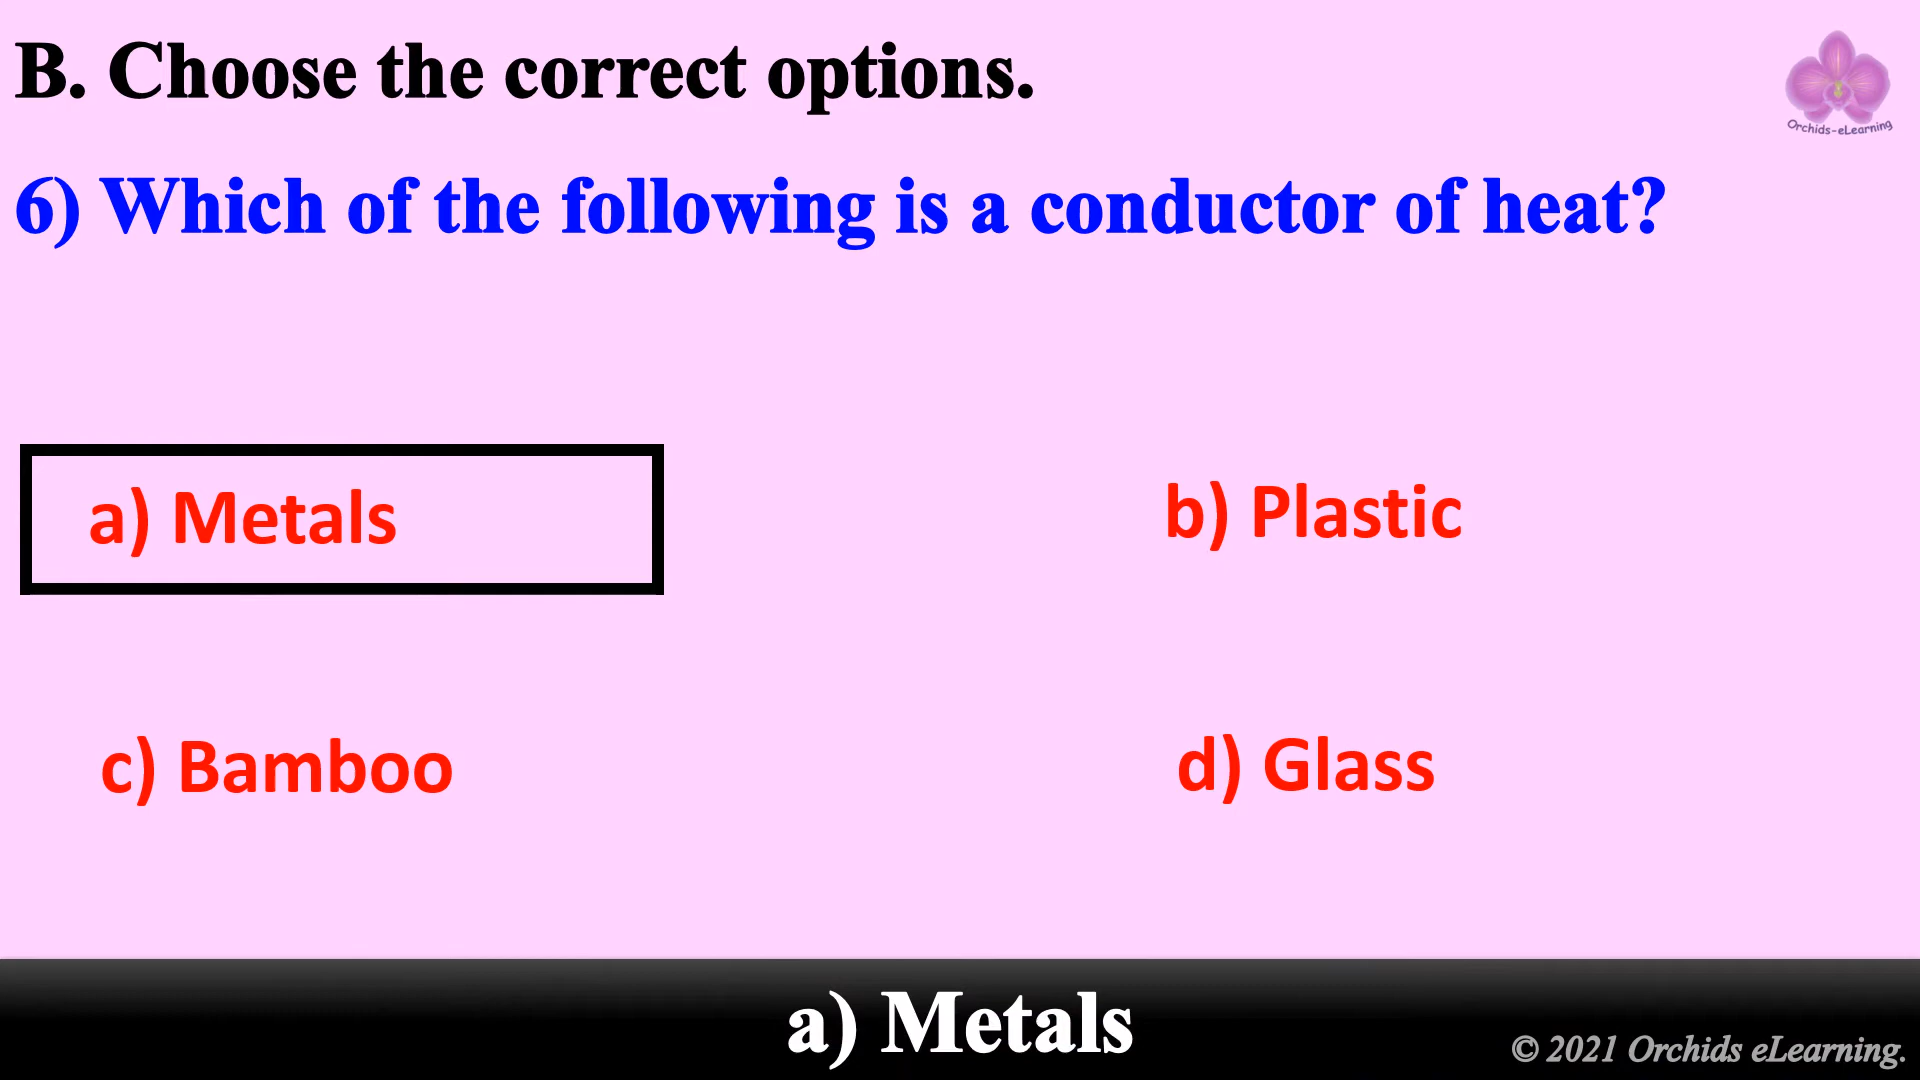 B. Choose the correct options.
Orchids-eLearning
6) Which of the following is a conductor of heat?
a) Metals
b) Plastic
c) Bamboo
d) Glass
a) Metals
© 2021 Orchids eLearning.